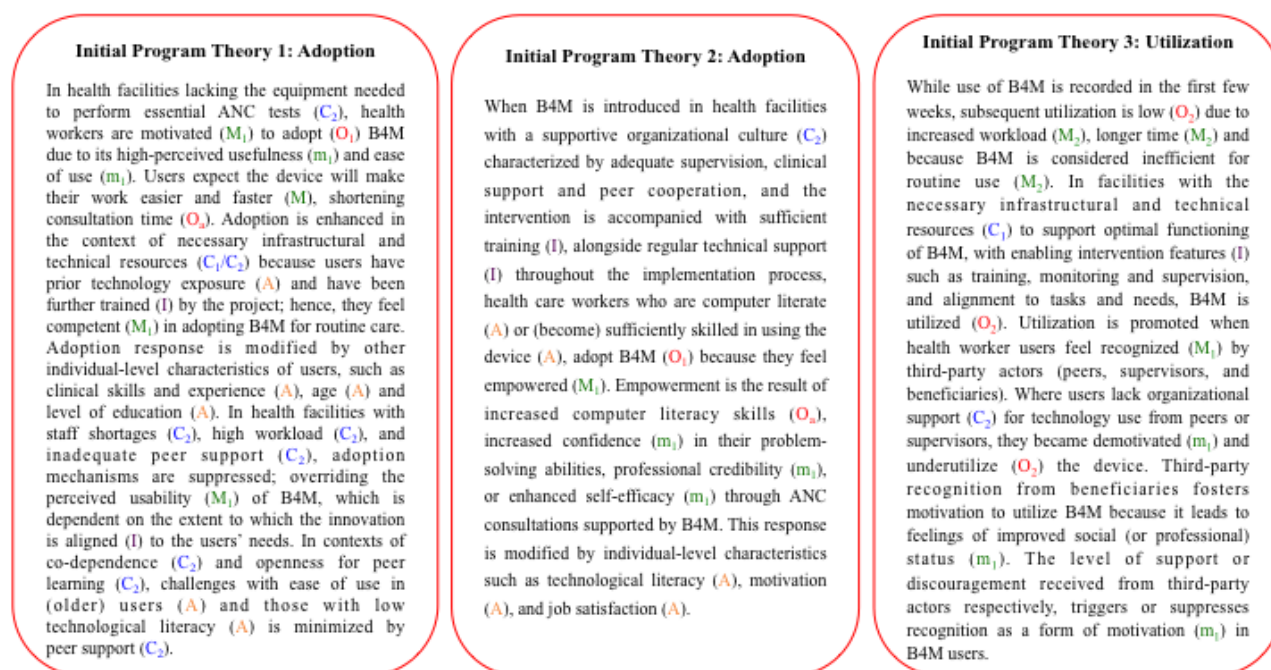 Initial Program Theory 1: Adoption
In health facilities lacking the equipment needed
to perform essential ANC tests (C₂), health
workers are motivated (M₁) to adopt (O₁) B4M
due to its high-perceived usefulness (m₁) and ease
of use (m₁). Users expect the device will make
their work easier and faster (M), shortening
consultation time (Oₐ). Adoption is enhanced in
the context of necessary infrastructural and
technical resources (C₁/C₂) because users have
prior technology exposure (A) and have been
further trained (I) by the project; hence, they feel
competent (M₁) in adopting B4M for routine care.
Adoption response is modified by other
individual-level characteristics of users, such as
clinical skills and experience (A), age (A) and
level of education (A). In health facilities with
staff shortages (C₂), high workload (C₂), and
inadequate peer support (C₂), adoption
mechanisms are suppressed; overriding the
perceived usability (M₁) of B4M, which is
dependent on the extent to which the innovation
is aligned (I) to the users' needs. In contexts of
co-dependence (C₂) and openness for peer
learning (C₂), challenges with ease of use in
(older) users (A) and those with low
technological literacy (A) is minimized by
peer support (C₂).
Initial Program Theory 2: Adoption
When B4M is introduced in health facilities
with a supportive organizational culture (C₂)
characterized by adequate supervision, clinical
support and peer cooperation, and the
intervention is accompanied with sufficient
training (I), alongside regular technical support
(I) throughout the implementation process,
health care workers who are computer literate
(A) or (become) sufficiently skilled in using the
device (A), adopt B4M (O₁) because they feel
empowered (M₁). Empowerment is the result of
increased computer literacy skills (Oₐ),
increased confidence (m₁) in their problem-
solving abilities, professional credibility (m₁),
or enhanced self-efficacy (m₁) through ANC
consultations supported by B4M. This response
is modified by individual-level characteristics
such as technological literacy (A), motivation
(A), and job satisfaction (A).
Initial Program Theory 3: Utilization
While use of B4M is recorded in the first few
weeks, subsequent utilization is low (O₂) due to
increased workload (M₂), longer time (M₂) and
because B4M is considered inefficient for
routine use (M₂). In facilities with the
necessary infrastructural and technical
resources (C₁) to support optimal functioning
of B4M, with enabling intervention features (I)
such as training, monitoring and supervision,
and alignment to tasks and needs, B4M is
utilized (O₂). Utilization is promoted when
health worker users feel recognized (M₁) by
third-party actors (peers, supervisors, and
beneficiaries). Where users lack organizational
support (C₂) for technology use from peers or
supervisors, they became demotivated (m₁) and
underutilize (O₂) the device. Third-party
recognition from beneficiaries fosters
motivation to utilize B4M because it leads to
feelings of improved social (or professional)
status (m₁). The level of support or
discouragement received from third-party
actors respectively, triggers or suppresses
recognition as a form of motivation (m₁) in
B4M users.